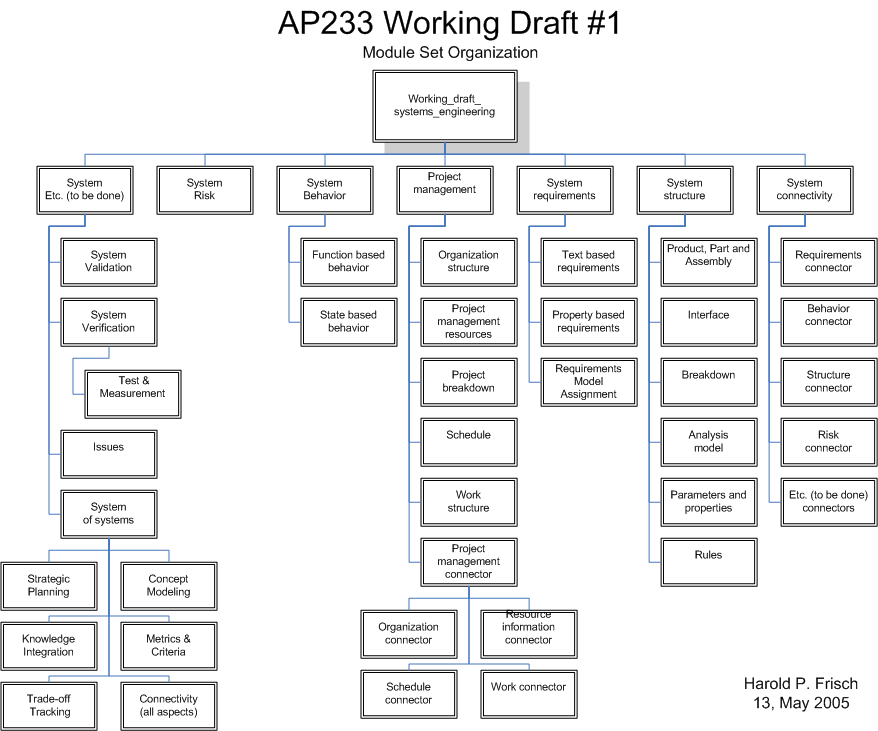 AP233 Working Draft #1
Module Set Organization
Working_draft_
systems_engineering
System
Etc. (to be done)
System
Risk
System
Behavior
Project
management
System
requirements
System
structure
System
connectivity
System
Validation
System
Verification
Test &
Measurement
Issues
System
of systems
Strategic
Planning
Concept
Modeling
Knowledge
Integration
Metrics &
Criteria
Trade-off
Tracking
Connectivity
(all aspects)
Function based
behavior
State based
behavior
Organization
structure
Project
management
resources
Project
breakdown
Schedule
Work
structure
Project
management
connector
Organization
connector
Resource
information
connector
Schedule
connector
Work connector
Text based
requirements
Property based
requirements
Requirements
Model
Assignment
Product, Part and
Assembly
Interface
Breakdown
Analysis
model
Parameters and
properties
Rules
Requirements
connector
Behavior
connector
Structure
connector
Risk
connector
Etc. (to be done)
connectors
Harold P. Frisch
13, May 2005